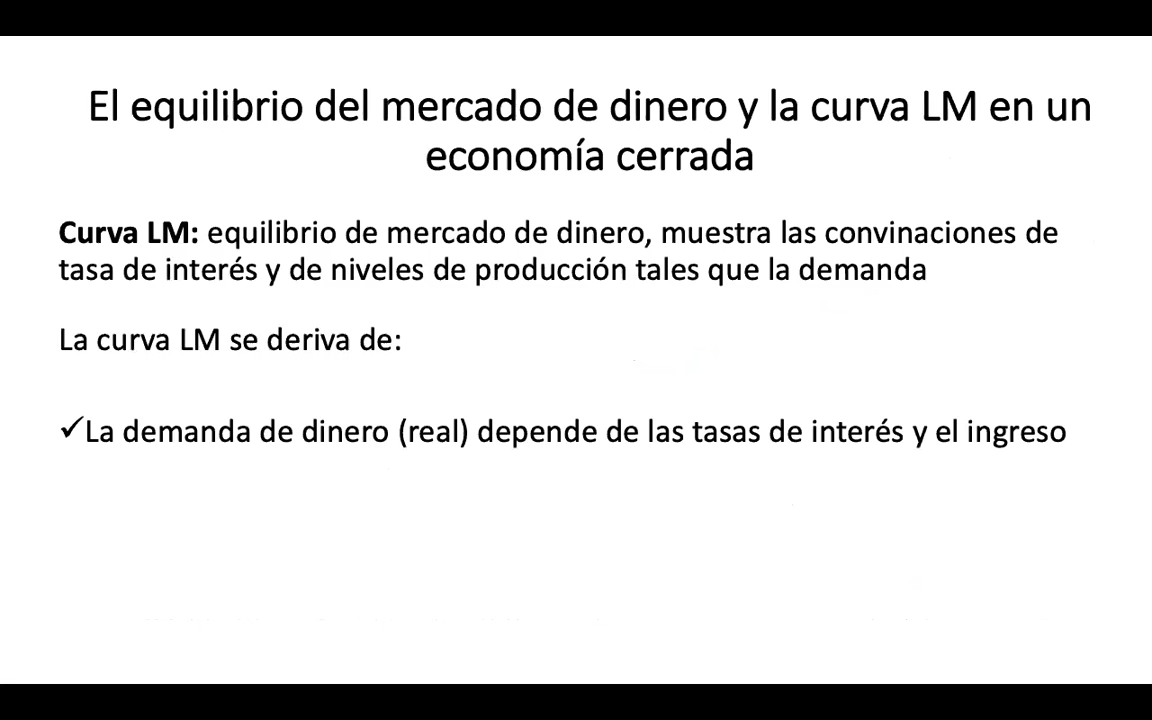 El equilibrio del mercado de dinero y la curva LM en un
economía cerrada
Curva LM: equilibrio de mercado de dinero, muestra las convinaciones de
tasa de interés y de niveles de producción tales que la demanda
La curva LM se deriva de:
✓La demanda de dinero (real) depende de las tasas de interés y el ingreso